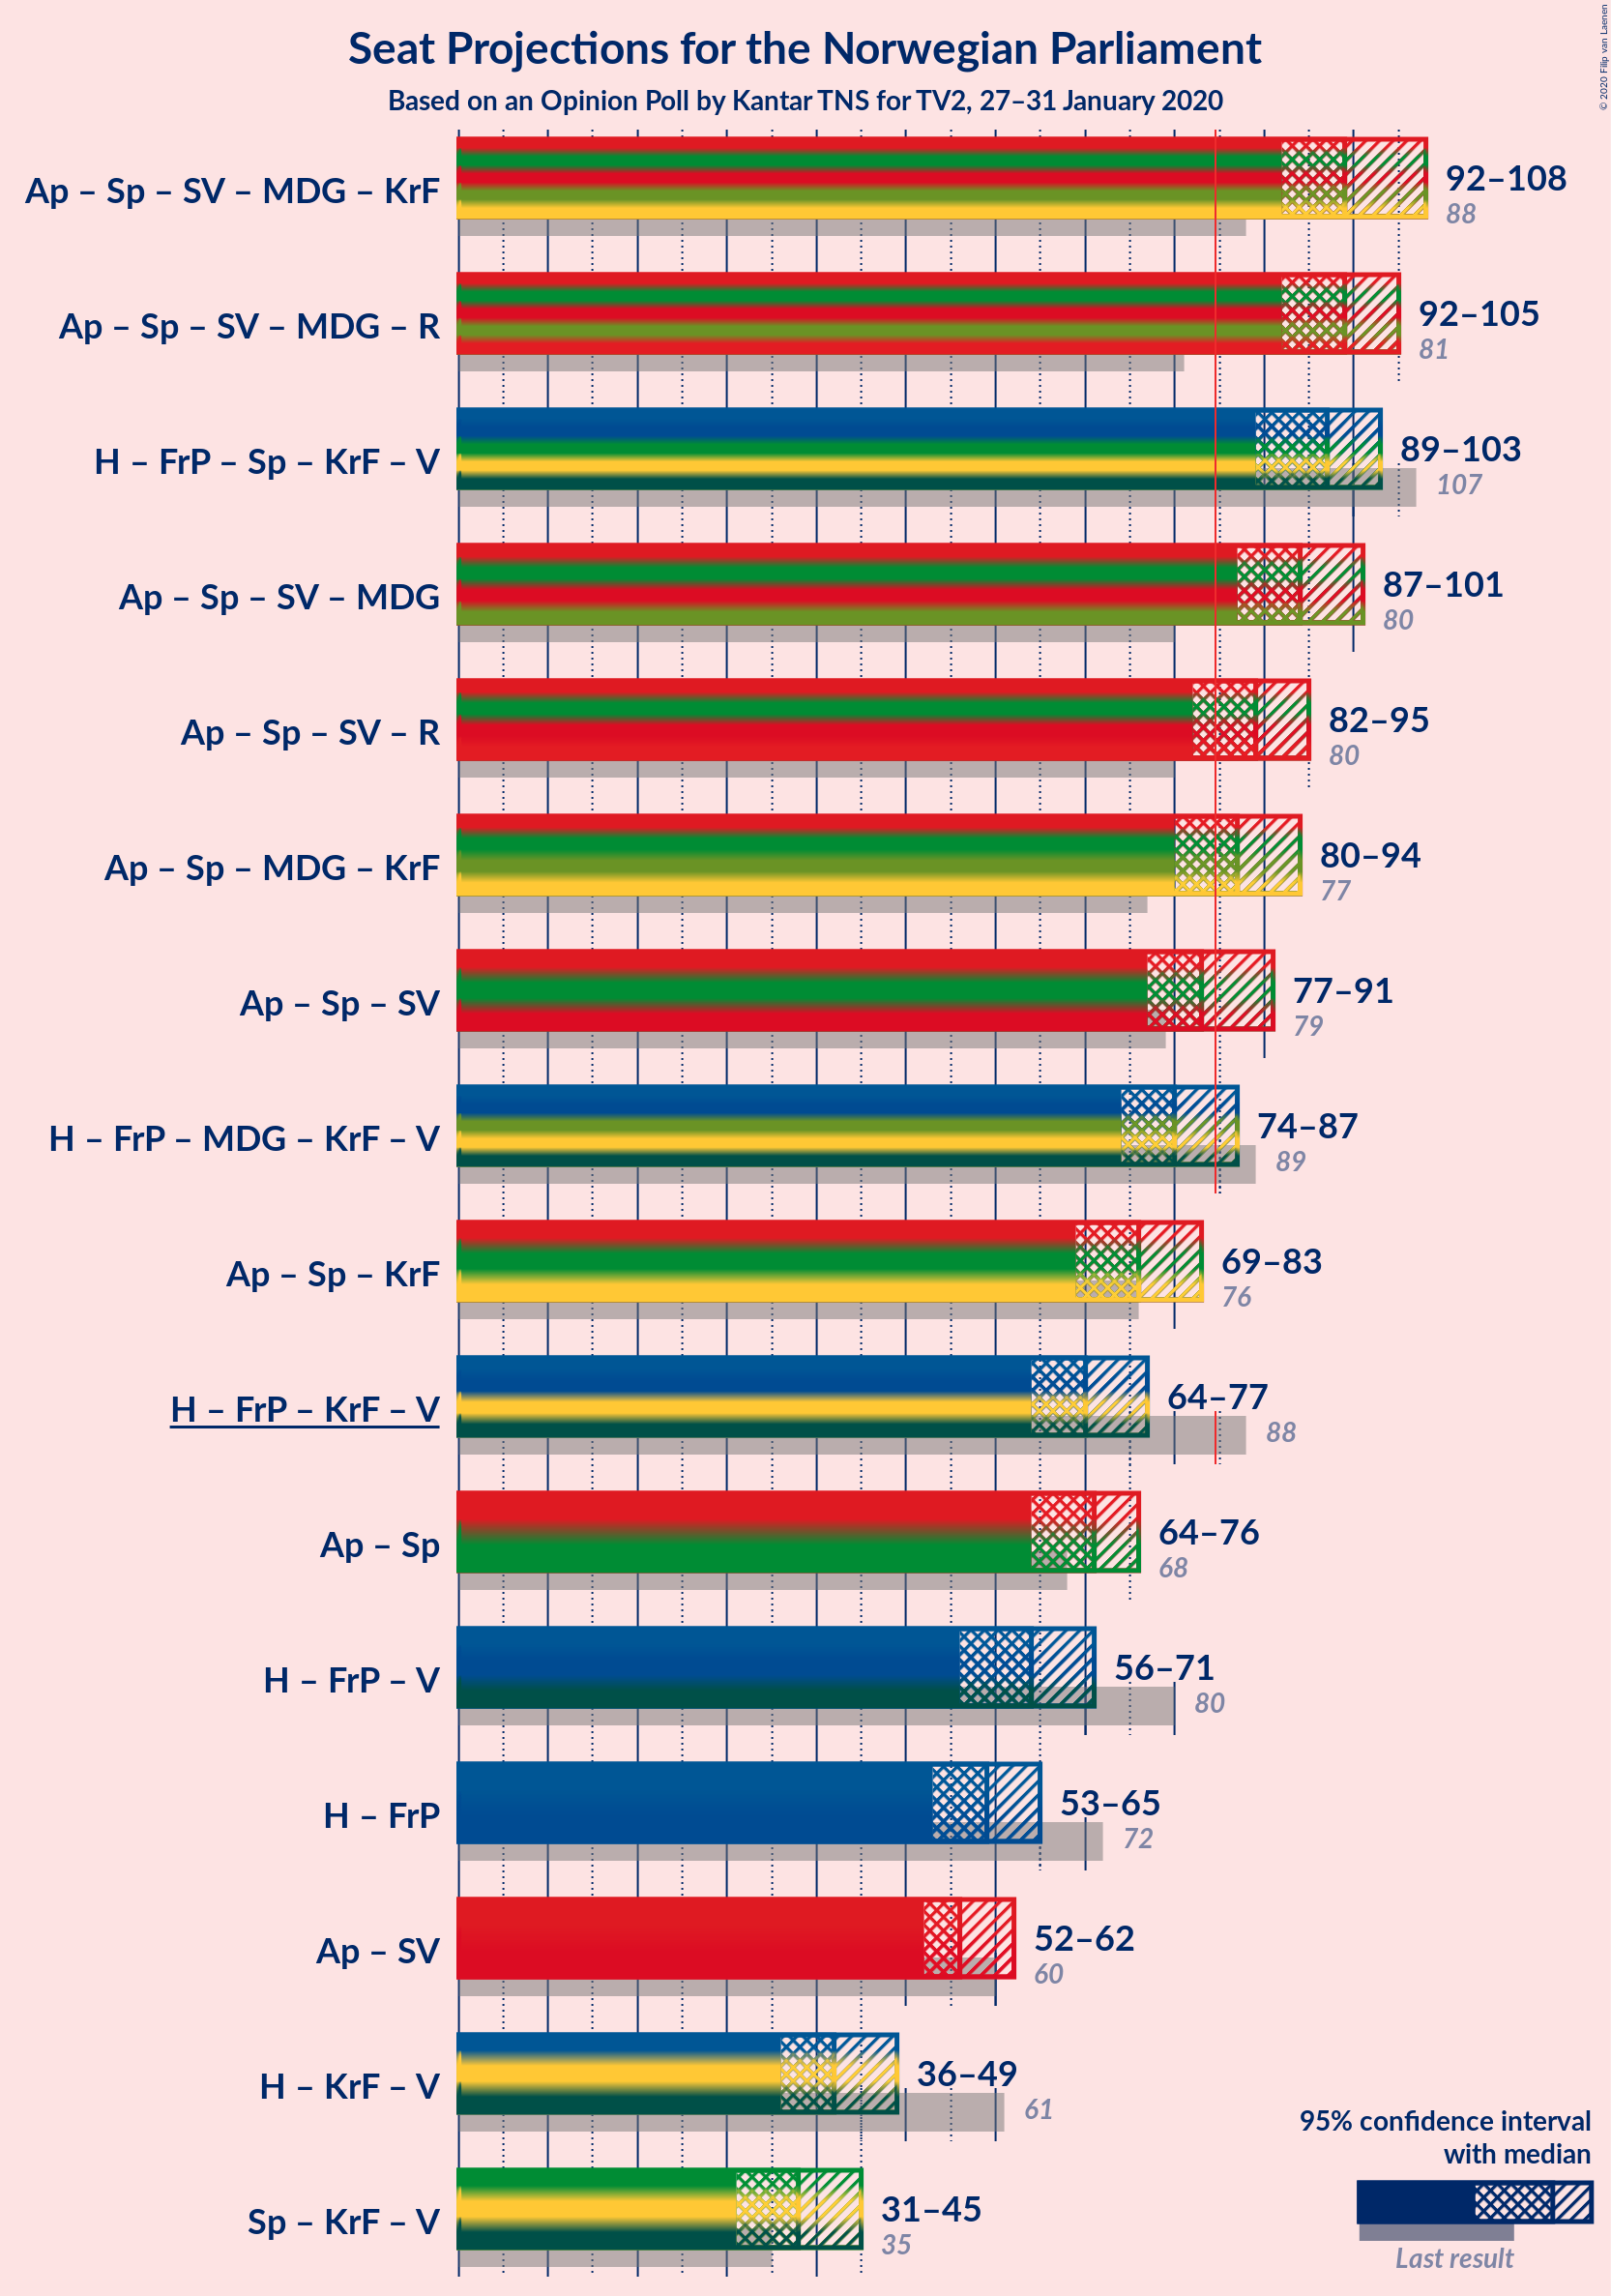 Seat Projections for the Norwegian Parliament
Based on an Opinion Poll by Kantar TNS for TV2, 27–31 January 2020
© 2020 Filip van Laenen
Ap – Sp – SV – MDG – KrF
92–108
88
Ap – Sp – SV – MDG – R
92–105
81
H – FrP – Sp – KrF – V
89–103
107
Ap – Sp – SV – MDG
87–101
80
Ap – Sp – SV – R
82–95
80
Ap – Sp – MDG – KrF
80–94
77
Ap – Sp – SV
77–91
79
H – FrP – MDG – KrF – V
74–87
89
Ap – Sp – KrF
69–83
76
H – FrP – KrF – V
64–77
88
Ap – Sp
64–76
68
H – FrP – V
56–71
80
H – FrP
53–65
72
Ap – SV
52–62
60
H – KrF – V
36–49
61
Sp – KrF – V
31–45
35
95% confidence interval
with median
Last result